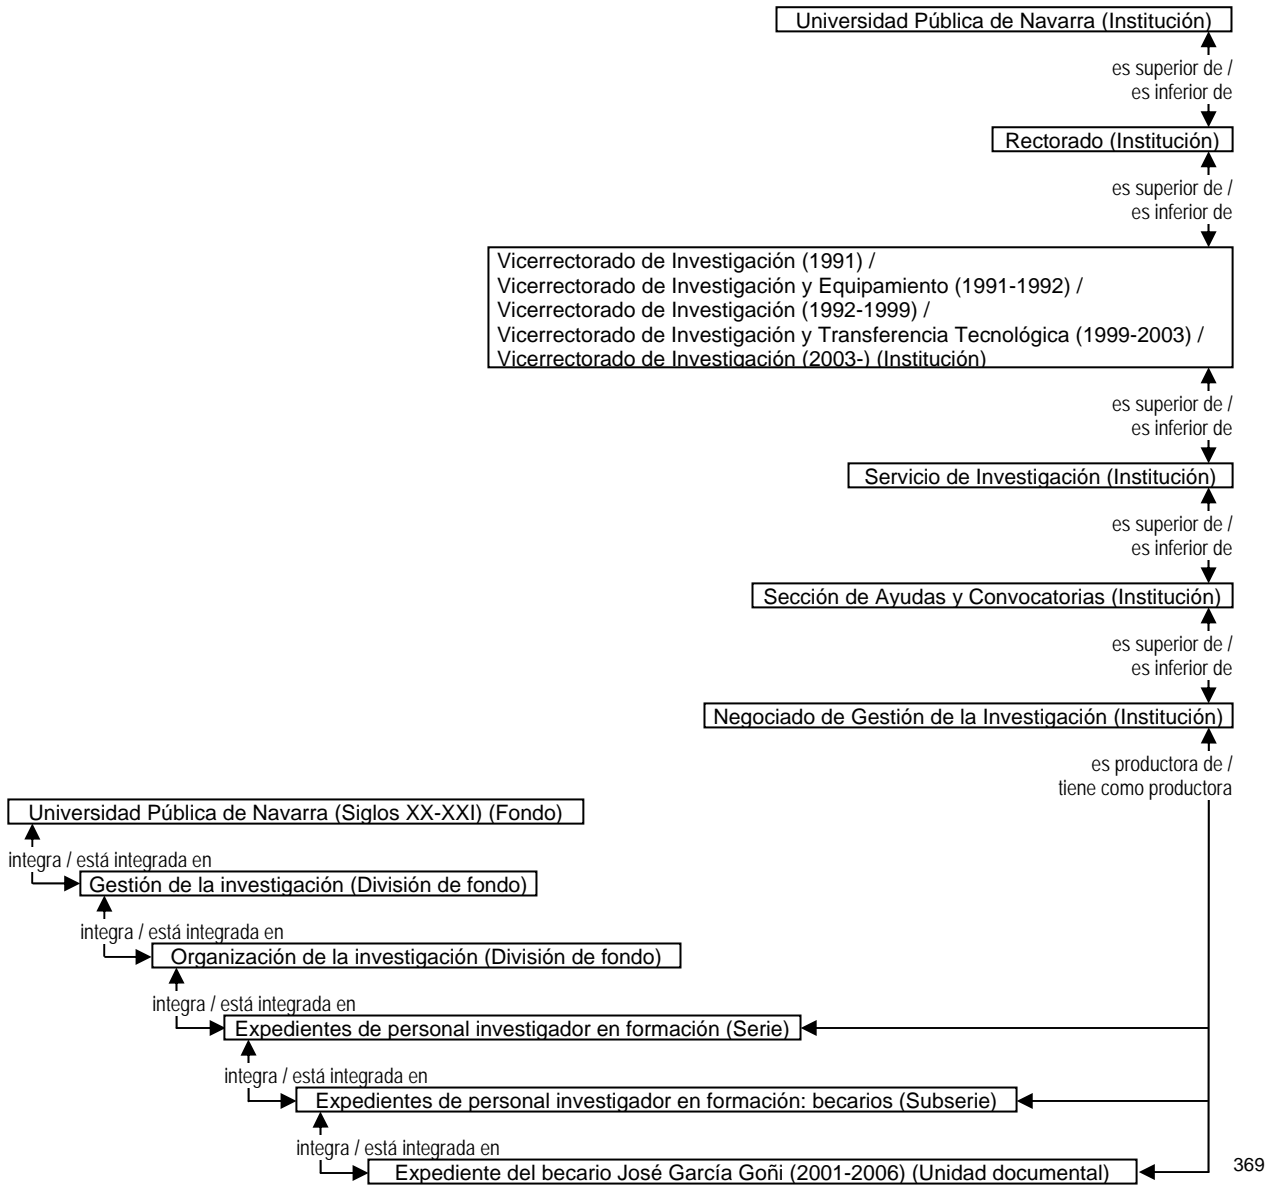 Universidad Pública de Navarra (Institución)
es superior de /
es inferior de
Rectorado (Institución)
es superior de /
es inferior de
Vicerrectorado de Investigación (1991) /
Vicerrectorado de Investigación y Equipamiento (1991-1992) /
Vicerrectorado de Investigación (1992-1999) /
Vicerrectorado de Investigación y Transferencia Tecnológica (1999-2003) /
Vicerrectorado de Investigación (2003-) (Institución)
es superior de /
es inferior de
Servicio de Investigación (Institución)
es superior de /
es inferior de
Sección de Ayudas y Convocatorias (Institución)
es superior de /
es inferior de
Negociado de Gestión de la Investigación (Institución)
es productora de /
tiene como productora
Universidad Pública de Navarra (Siglos XX-XXI) (Fondo)
integra / está integrada en
Gestión de la investigación (División de fondo)
integra / está integrada en
Organización de la investigación (División de fondo)
integra / está integrada en
Expedientes de personal investigador en formación (Serie)
integra / está integrada en
Expedientes de personal investigador en formación: becarios (Subserie)
integra / está integrada en
Expediente del becario José García Goñi (2001-2006) (Unidad documental)
369